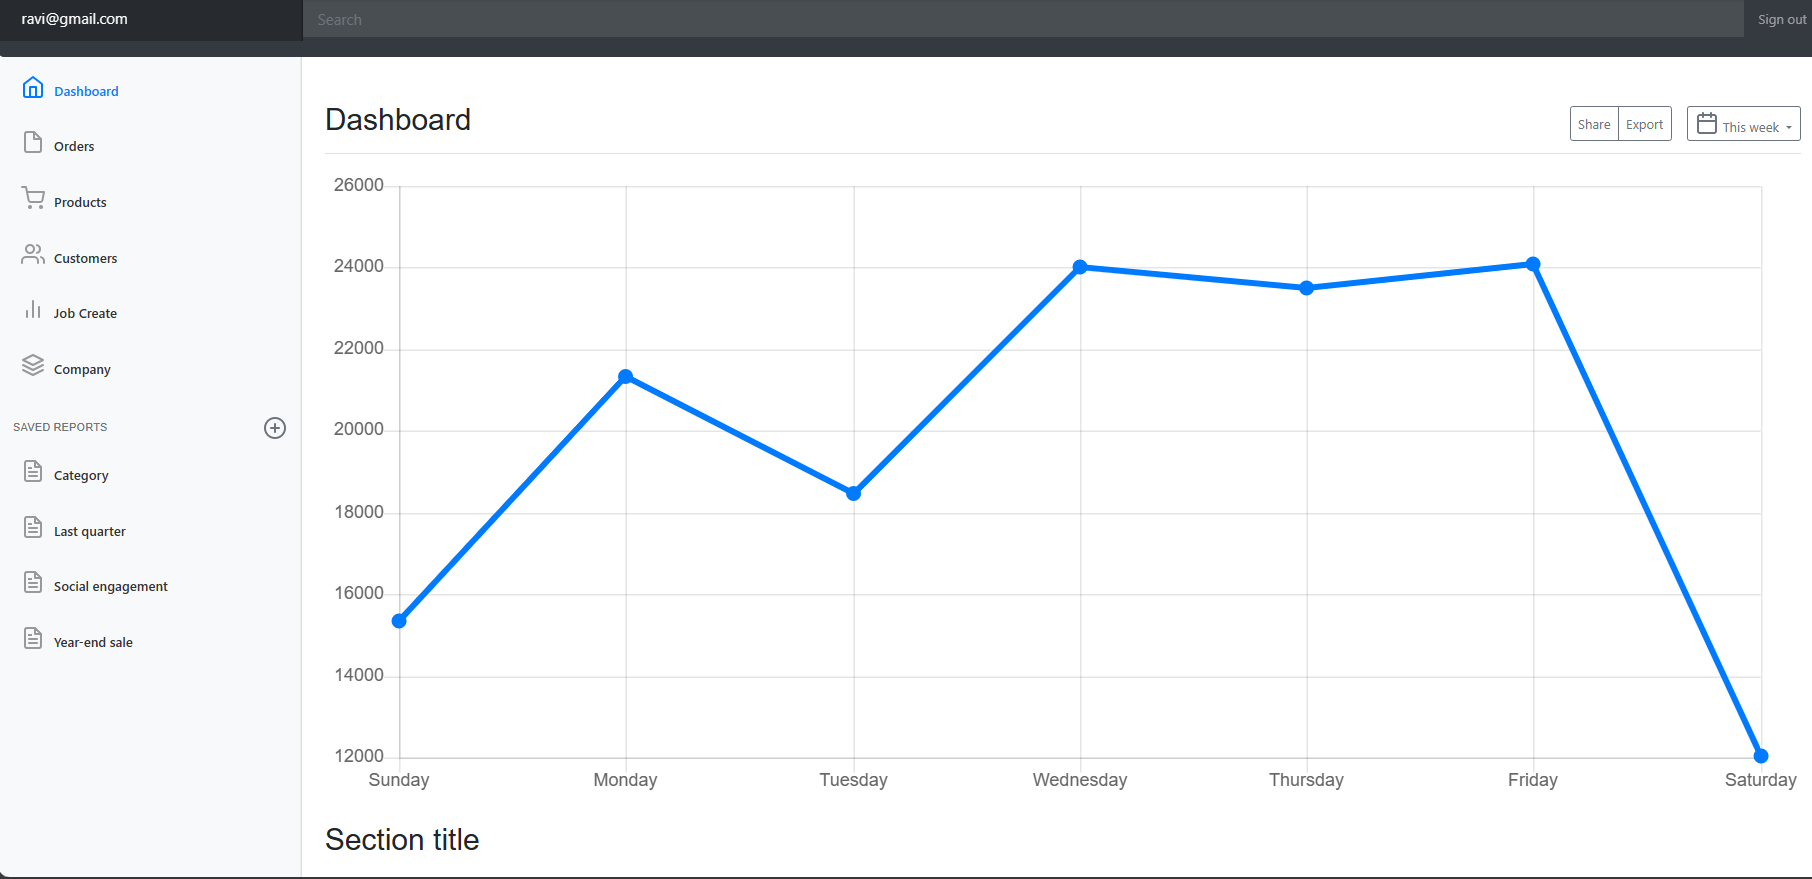 ravi@gmail.com
Search
Sign out
Dashboard
Orders
Products
Customers
Job Create
Company
SAVED REPORTS
Category
Last quarter
Social engagement
Year-end sale
Dashboard
Share
Export
This week
26000
24000
22000
20000
18000
16000
14000
12000
Sunday Monday Tuesday Wednesday Thursday Friday Saturday
Section title